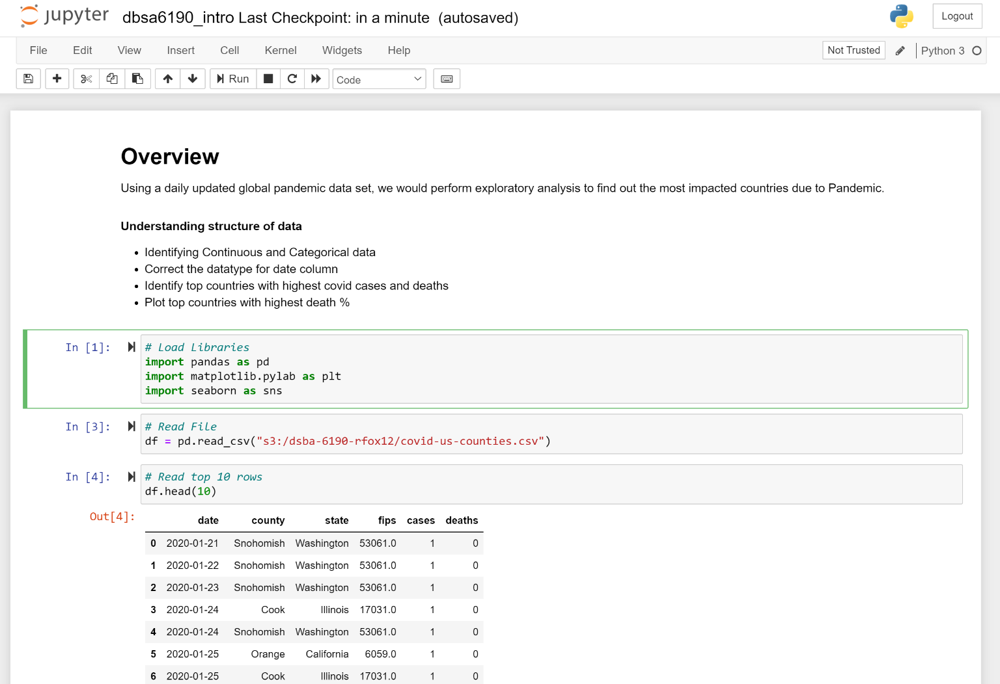 jupyter dbsa6190_intro Last Checkpoint: in a minute (autosaved) Logout
File Edit View Insert Cell Kernel Widgets Help Not Trusted Python 3
Run Code
Overview
Using a daily updated global pandemic data set, we would perform exploratory analysis to find out the most impacted countries due to Pandemic.
Understanding structure of data
• Identifying Continuous and Categorical data
• Correct the datatype for date column
• Identify top countries with highest covid cases and deaths
• Plot top countries with highest death %
In [1]: # Load Libraries
import pandas as pd
import matplotlib.pylab as plt
import seaborn as sns
In [3]: # Read File
df = pd.read_csv("s3:/dsba-6190-rfox12/covid-us-counties.csv")
In [4]: # Read top 10 rows
df.head(10)
Out[4]:
date county state fips cases deaths
0 2020-01-21 Snohomish Washington 53061.0 1 0
1 2020-01-22 Snohomish Washington 53061.0 1 0
2 2020-01-23 Snohomish Washington 53061.0 1 0
3 2020-01-24 Cook Illinois 17031.0 1 0
4 2020-01-24 Snohomish Washington 53061.0 1 0
5 2020-01-25 Orange California 6059.0 1 0
6 2020-01-25 Cook Illinois 17031.0 1 0